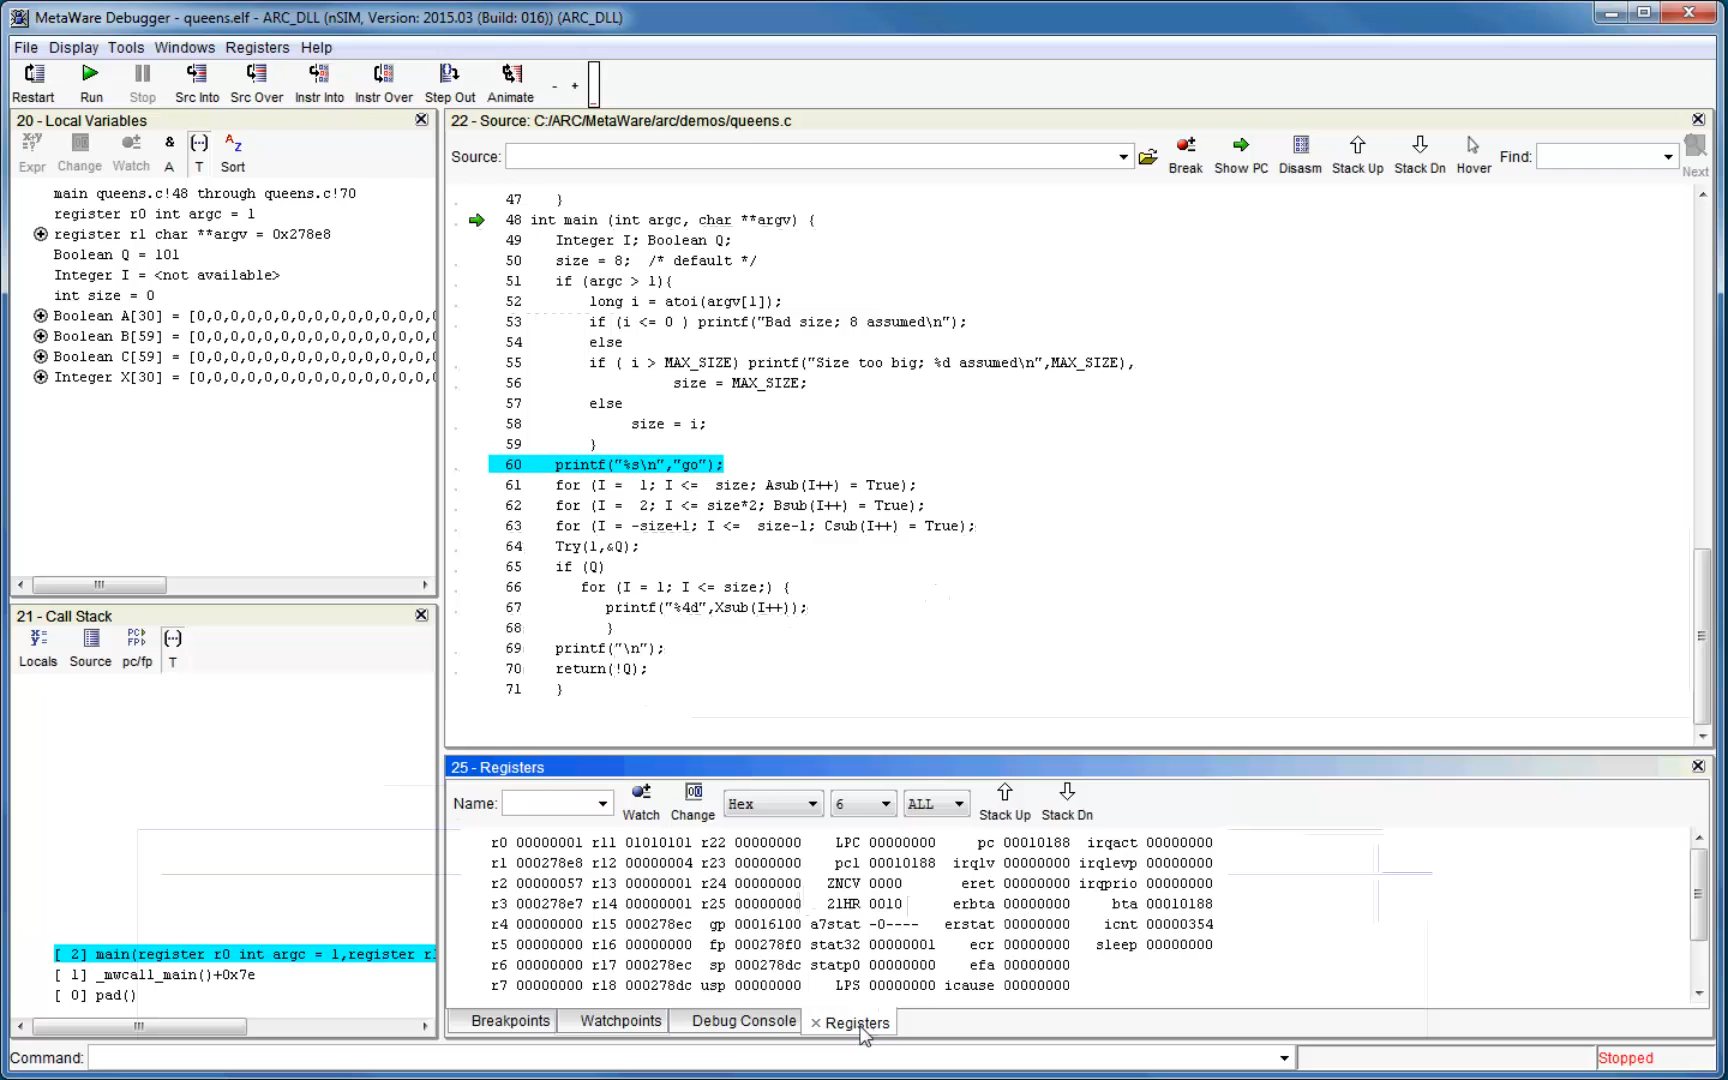 MetaWare Debugger - queens.elf - ARC_DLL (nSIM, Version: 2015.03 (Build: 016)) (ARC_DLL)
File Display Tools Windows Registers Help
Restart Run Stop Src Into Src Over Instr Into Instr Over Step Out Animate - +
20 - Local Variables
Expr Change Watch A T Sort
main queens.c!48 through queens.c!70
register r0 int argc = 1
register r1 char **argv = 0x278e8
Boolean Q = 101
Integer I = <not available>
int size = 0
Boolean A[30] = [0,0,0,0,0,0,0,0,0,0,0,0,0,0,
Boolean B[59] = [0,0,0,0,0,0,0,0,0,0,0,0,0,0,
Boolean C[59] = [0,0,0,0,0,0,0,0,0,0,0,0,0,0,
Integer X[30] = [0,0,0,0,0,0,0,0,0,0,0,0,0,0,
21 - Call Stack
Locals Source pc/fp T
[ 2] main(register r0 int argc = 1,register r
[ 1] _mwcall_main()+0x7e
[ 0] pad()
22 - Source: C:/ARC/MetaWare/arc/demos/queens.c
Source: Break Show PC Disasm Stack Up Stack Dn Hover Find: Next
47 }
48 int main (int argc, char **argv) {
49 Integer I; Boolean Q;
50 size = 8; /* default */
51 if (argc > 1){
52 long i = atoi(argv[1]);
53 if (i <= 0 ) printf("Bad size; 8 assumed\n");
54 else
55 if ( i > MAX_SIZE) printf("Size too big; %d assumed\n",MAX_SIZE),
56 size = MAX_SIZE;
57 else
58 size = i;
59 }
60 printf("%s\n","go");
61 for (I = 1; I <= size; Asub(I++) = True);
62 for (I = 2; I <= size*2; Bsub(I++) = True);
63 for (I = -size+1; I <= size-1; Csub(I++) = True);
64 Try(1,&Q);
65 if (Q)
66 for (I = 1; I <= size;) {
67 printf("%4d",Xsub(I++));
68 }
69 printf("\n");
70 return(!Q);
71 }
25 - Registers
Name: Watch Change Hex 6 ALL Stack Up Stack Dn
r0 00000001 r11 01010101 r22 00000000 LPC 00000000 pc 00010188 irqact 00000000
r1 000278e8 r12 00000004 r23 00000000 pcl 00010188 irqlv 00000000 irqlevp 00000000
r2 00000057 r13 00000001 r24 00000000 ZNCV 0000 eret 00000000 irqprio 00000000
r3 000278e7 r14 00000001 r25 00000000 21HR 0010 erbta 00000000 bta 00010188
r4 00000000 r15 000278ec gp 00016100 a7stat -0---- erstat 00000000 icnt 00000354
r5 00000000 r16 00000000 fp 000278f0 stat32 00000001 ecr 00000000 sleep 00000000
r6 00000000 r17 000278ec sp 000278dc statp0 00000000 efa 00000000
r7 00000000 r18 000278dc usp 00000000 LPS 00000000 icause 00000000
Breakpoints Watchpoints Debug Console Registers
Command: Stopped